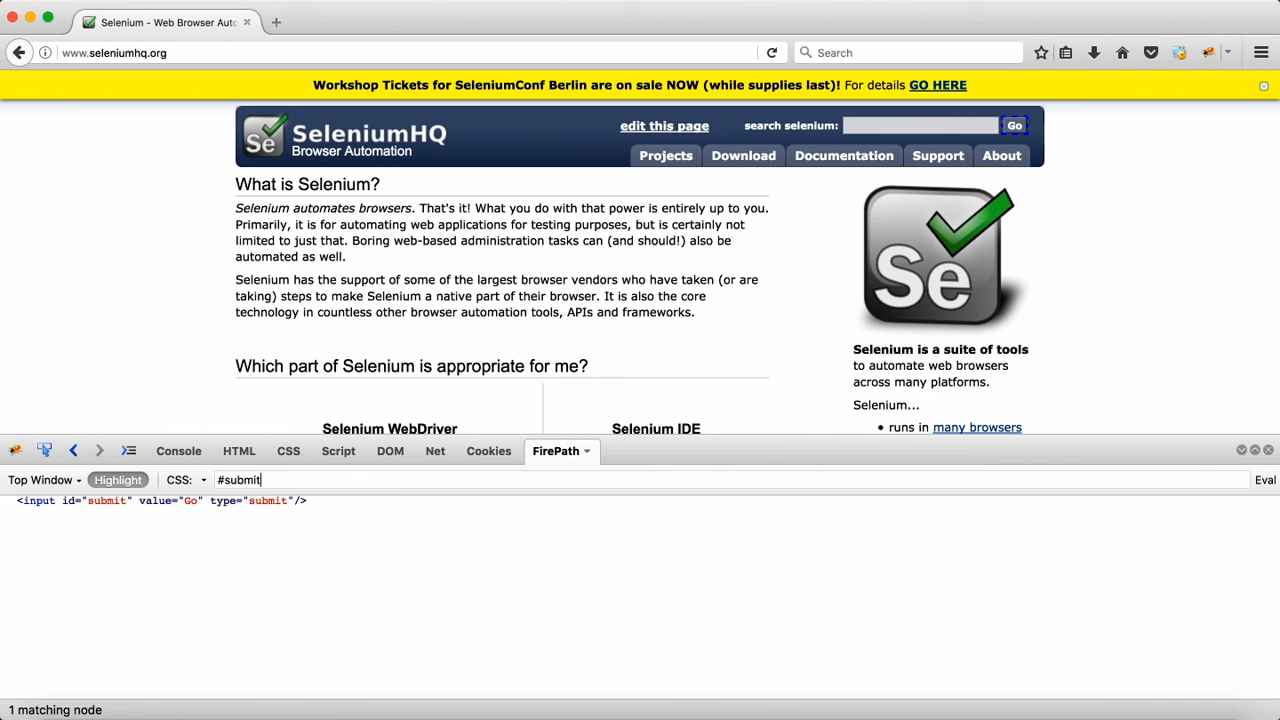 Selenium - Web Browser Auto
www.seleniumhq.org
Search
Workshop Tickets for SeleniumConf Berlin are on sale NOW (while supplies last)! For details GO HERE
Se
SeleniumHQ
Browser Automation
edit this page
search selenium:
Go
Projects
Download
Documentation
Support
About
What is Selenium?
Selenium automates browsers. That's it! What you do with that power is entirely up to you.
Primarily, it is for automating web applications for testing purposes, but is certainly not
limited to just that. Boring web-based administration tasks can (and should!) also be
automated as well.
Selenium has the support of some of the largest browser vendors who have taken (or are
taking) steps to make Selenium a native part of their browser. It is also the core
technology in countless other browser automation tools, APIs and frameworks.
Which part of Selenium is appropriate for me?
Selenium WebDriver
Selenium IDE
Se
Selenium is a suite of tools
to automate web browsers
across many platforms.
Selenium...
• runs in many browsers
Console
HTML
CSS
Script
DOM
Net
Cookies
FirePath
Top Window
Highlight
CSS:
#submit
Eval
<input id="submit" value="Go" type="submit"/>
1 matching node